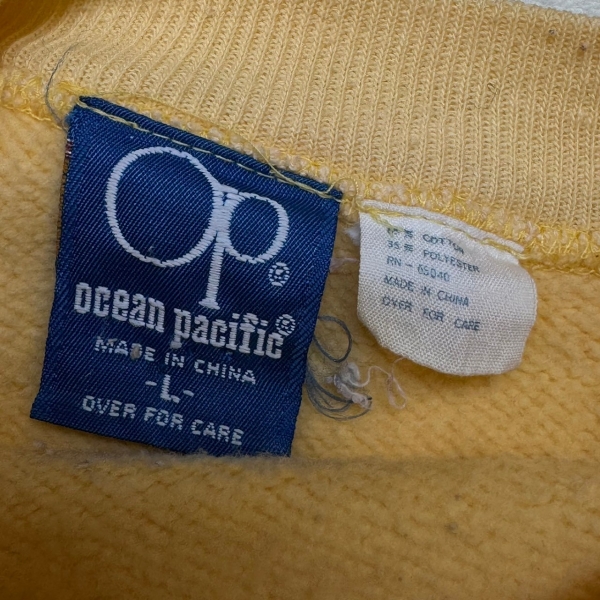 Op®
ocean pacific®
MADE IN CHINA
-L-
OVER FOR CARE
% COTTON
35 % POLYESTER
RN - 65040
MADE IN CHINA
OVER FOR CARE